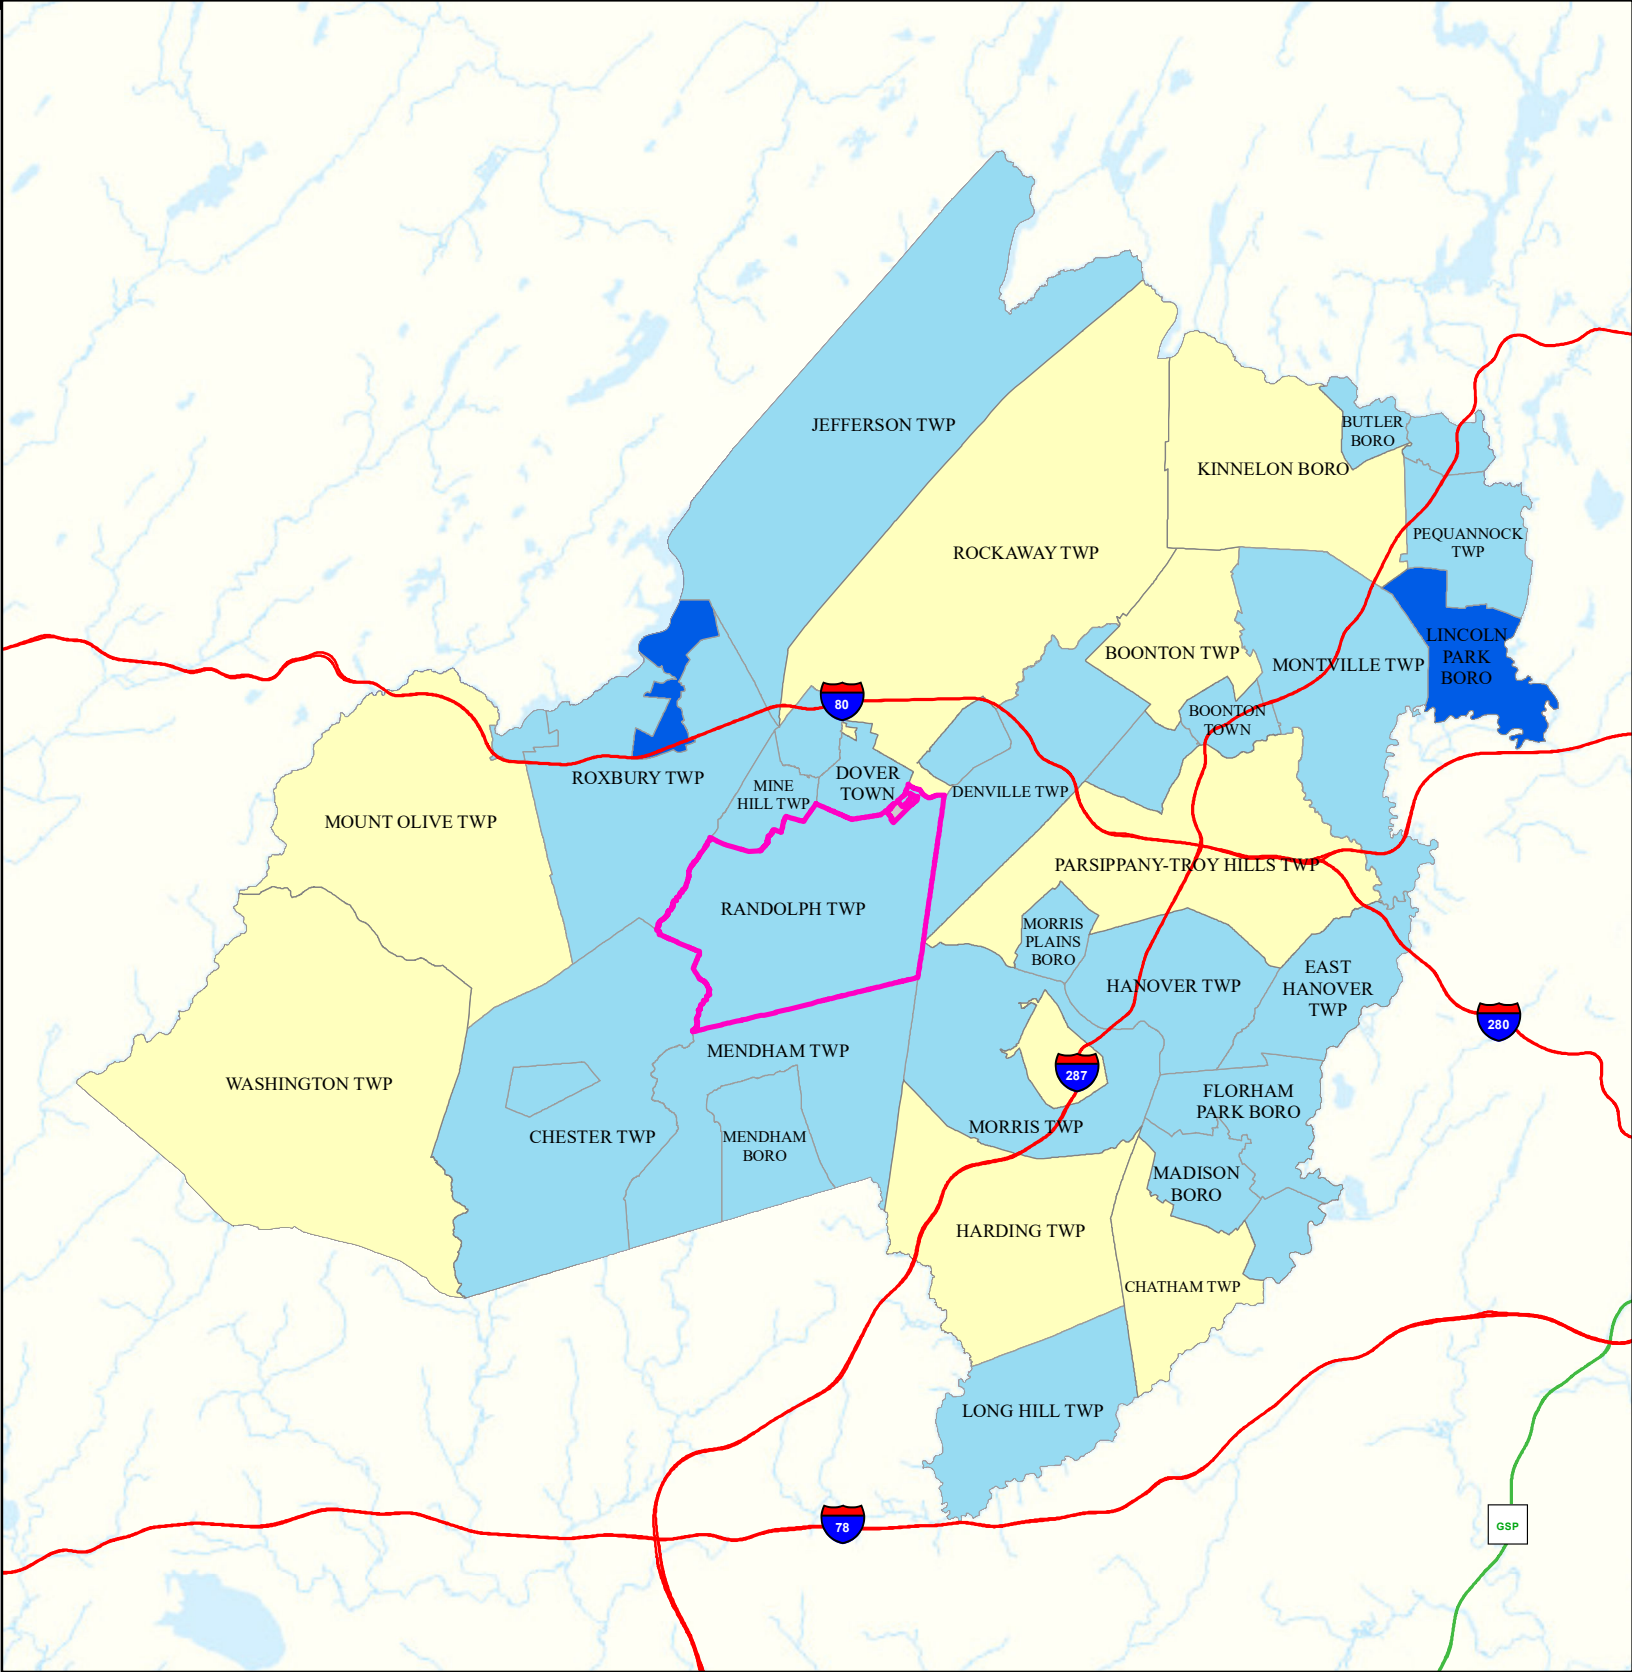 JEFFERSON TWP
BUTLER
BORO
KINNELON BORO
PEQUANNOCK
TWP
ROCKAWAY TWP
LINCOLN
PARK
BORO
BOONTON TWP
MONTVILLE TWP
80
BOONTON
TOWN
ROXBURY TWP
MINE
HILL TWP
DOVER
TOWN
DENVILLE TWP
MOUNT OLIVE TWP
PARSIPPANY-TROY HILLS TWP
RANDOLPH TWP
MORRIS
PLAINS
BORO
HANOVER TWP
EAST
HANOVER
TWP
280
MENDHAM TWP
287
WASHINGTON TWP
FLORHAM
PARK BORO
CHESTER TWP
MENDHAM
BORO
MORRIS TWP
MADISON
BORO
HARDING TWP
CHATHAM TWP
LONG HILL TWP
78
GSP